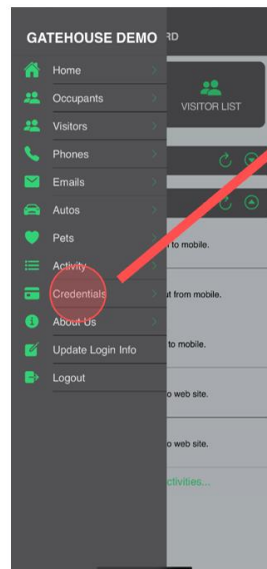 GATEHOUSE DEMO
RD
Home
Occupants
VISITOR LIST
Visitors
Phones
Emails
Autos
Pets
to mobile.
Activity
Credentials
ut from mobile.
About Us
Update Login Info
to mobile.
Logout
o web site.
o web site.
ctivities...